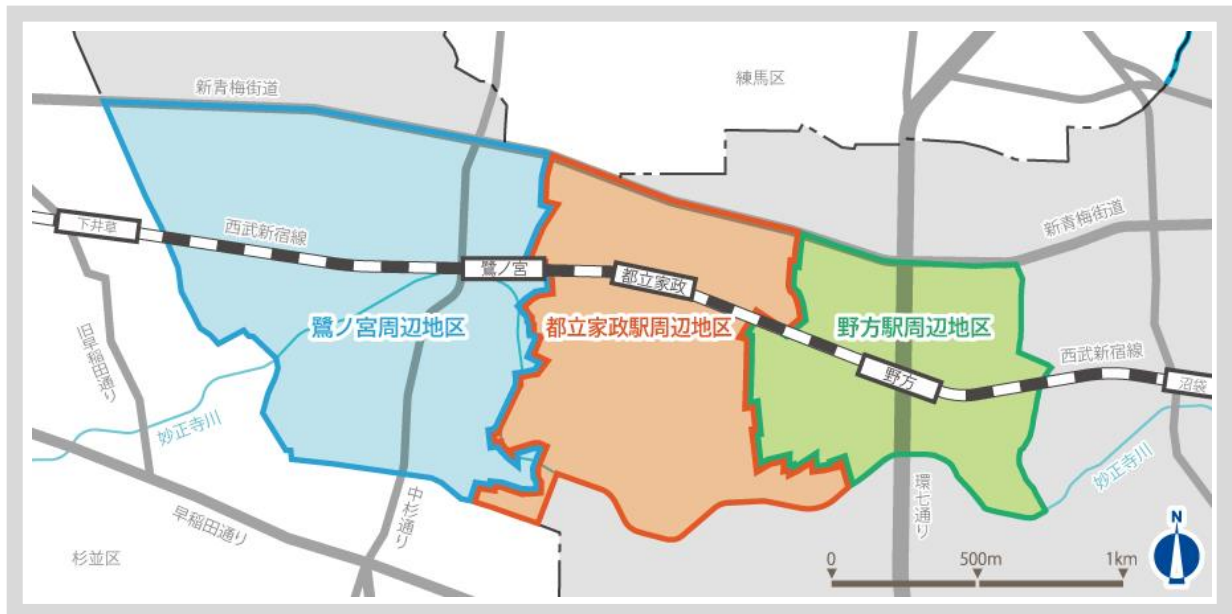 練馬区
新青梅街道
新青梅街道
下井草
西武新宿線
鷺ノ宮
都立家政
鷺ノ宮周辺地区
都立家政駅周辺地区
野方駅周辺地区
旧早稲田通り
西武新宿線
野方
沼袋
妙正寺川
妙正寺川
中杉通り
環七通り
早稲田通り
杉並区
0 500m 1km
N